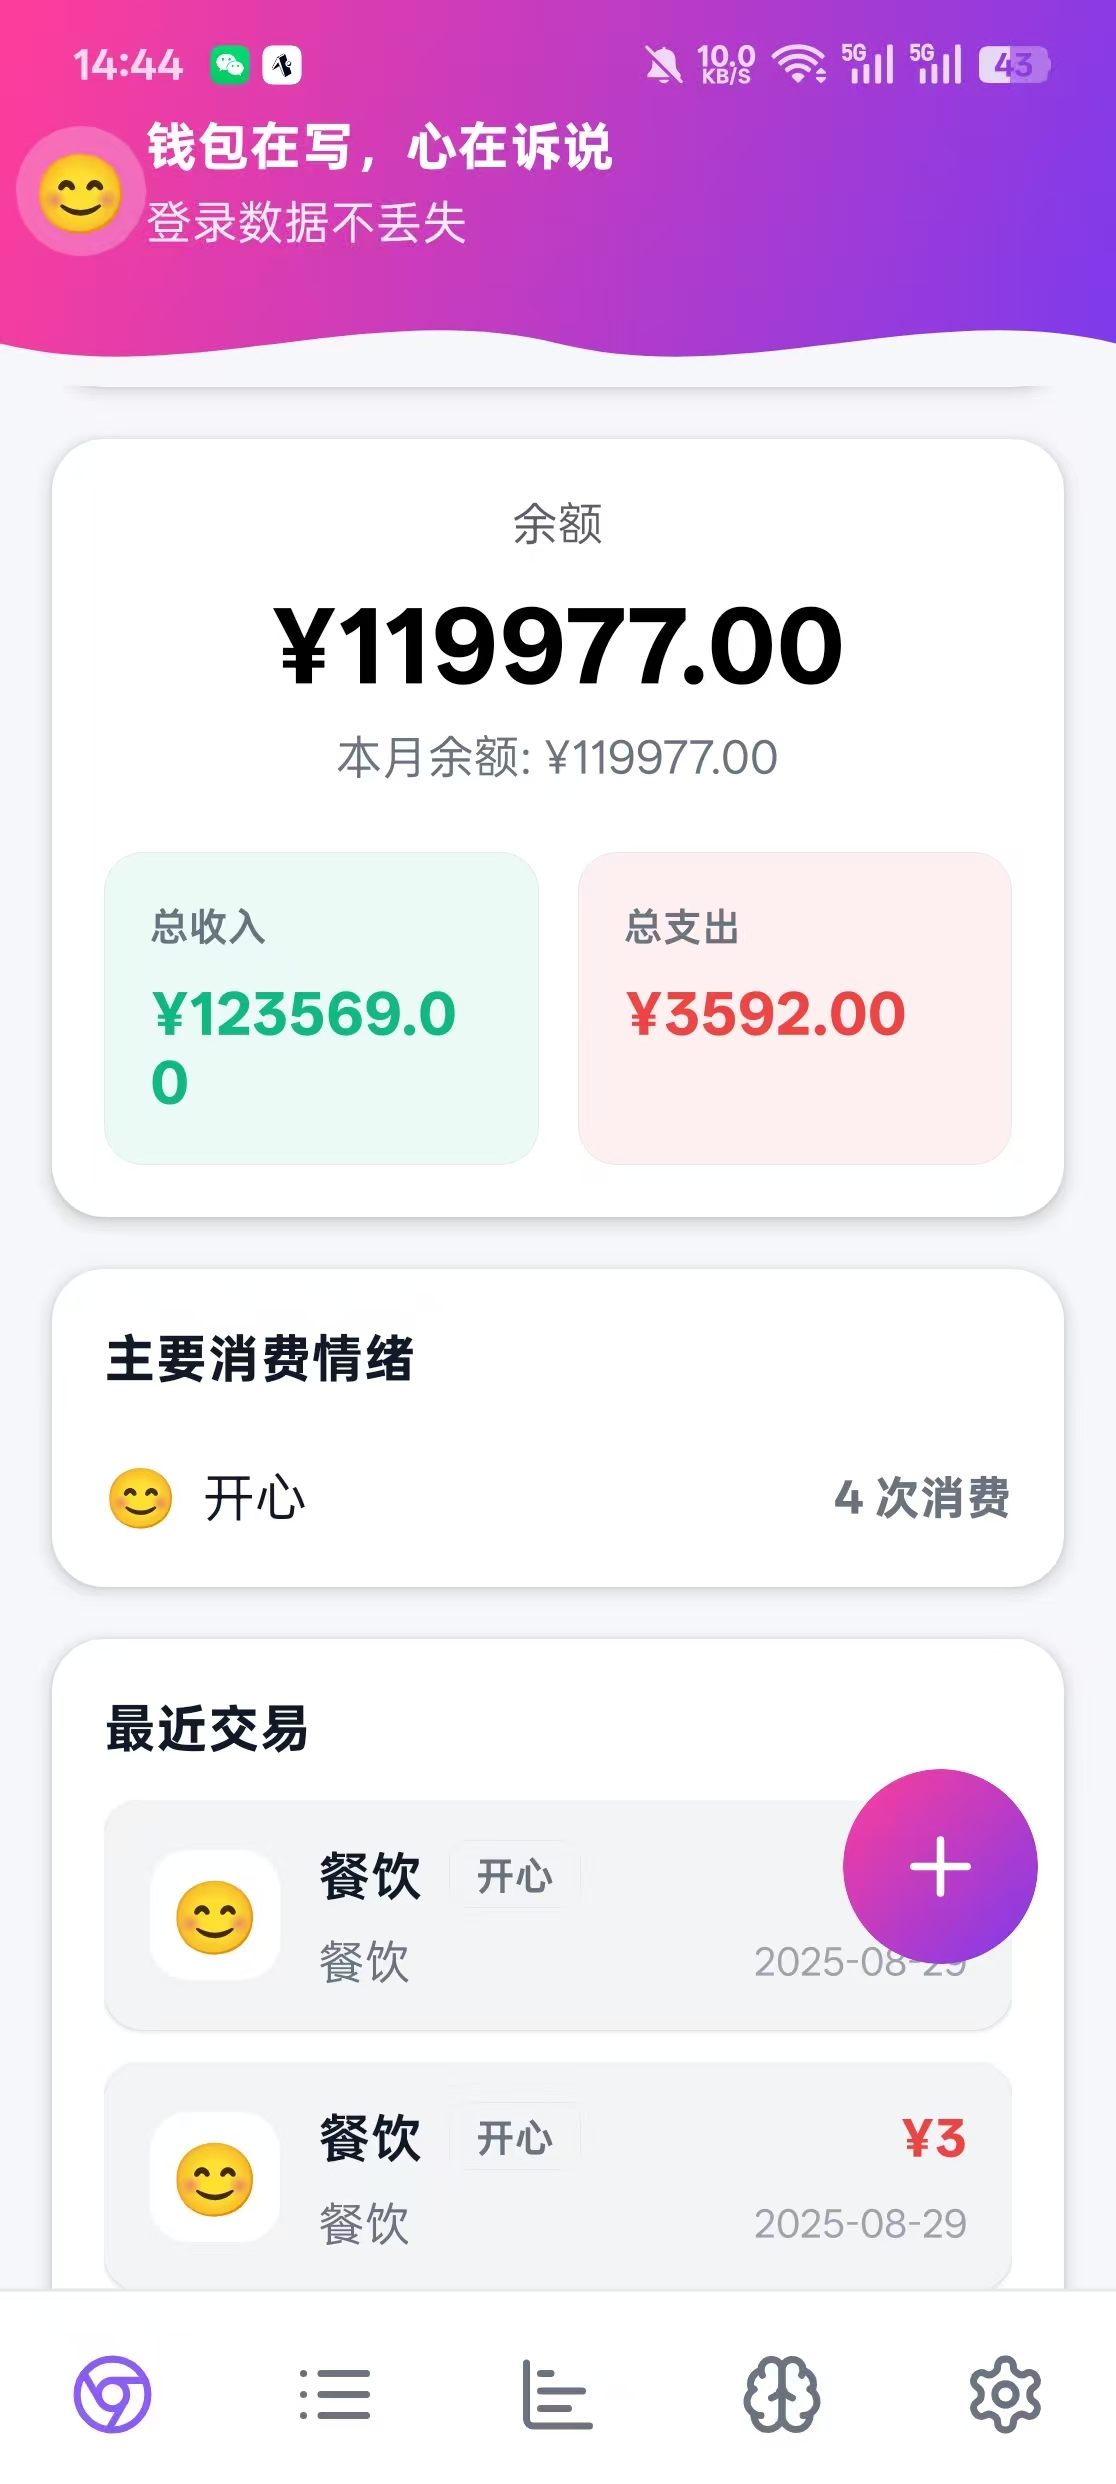 14:44
10.0
KB/S
5G
5G
43
钱包在写，心在诉说
登录数据不丢失
余额
¥119977.00
本月余额: ¥119977.00
总收入
¥123569.0
0
总支出
¥3592.00
主要消费情绪
开心
4 次消费
最近交易
餐饮
开心
餐饮
2025-08-29
餐饮
开心
¥3
餐饮
2025-08-29